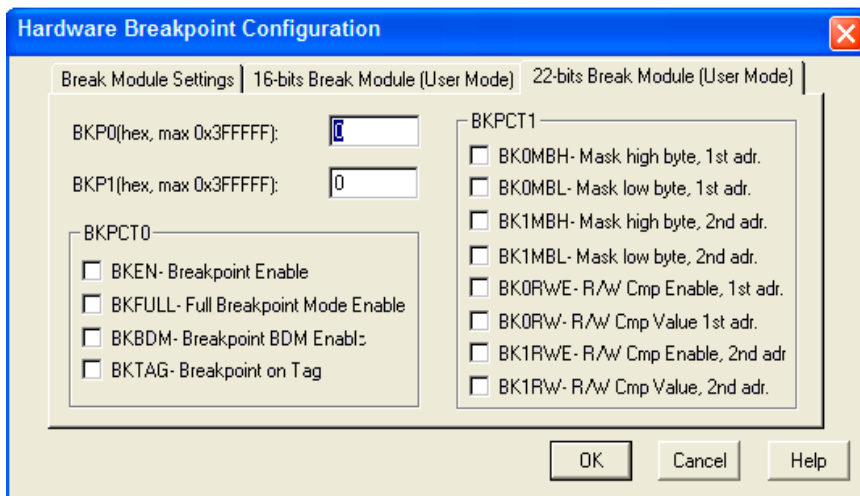 Hardware Breakpoint Configuration
Break Module Settings
16-bits Break Module (User Mode)
22-bits Break Module (User Mode)
BKP0(hex, max 0x3FFFFF):
0
BKP1(hex, max 0x3FFFFF):
0
BKPCT0
BKEN- Breakpoint Enable
BKFULL- Full Breakpoint Mode Enable
BKBDM- Breakpoint BDM Enable
BKTAG- Breakpoint on Tag
BKPCT1
BK0MBH- Mask high byte, 1st adr.
BK0MBL- Mask low byte, 1st adr.
BK1MBH- Mask high byte, 2nd adr.
BK1MBL- Mask low byte, 2nd adr.
BK0RWE- R/W Cmp Enable, 1st adr.
BK0RW- R/W Cmp Value 1st adr.
BK1RWE- R/W Cmp Enable, 2nd adr
BK1RW- R/W Cmp Value, 2nd adr.
OK
Cancel
Help